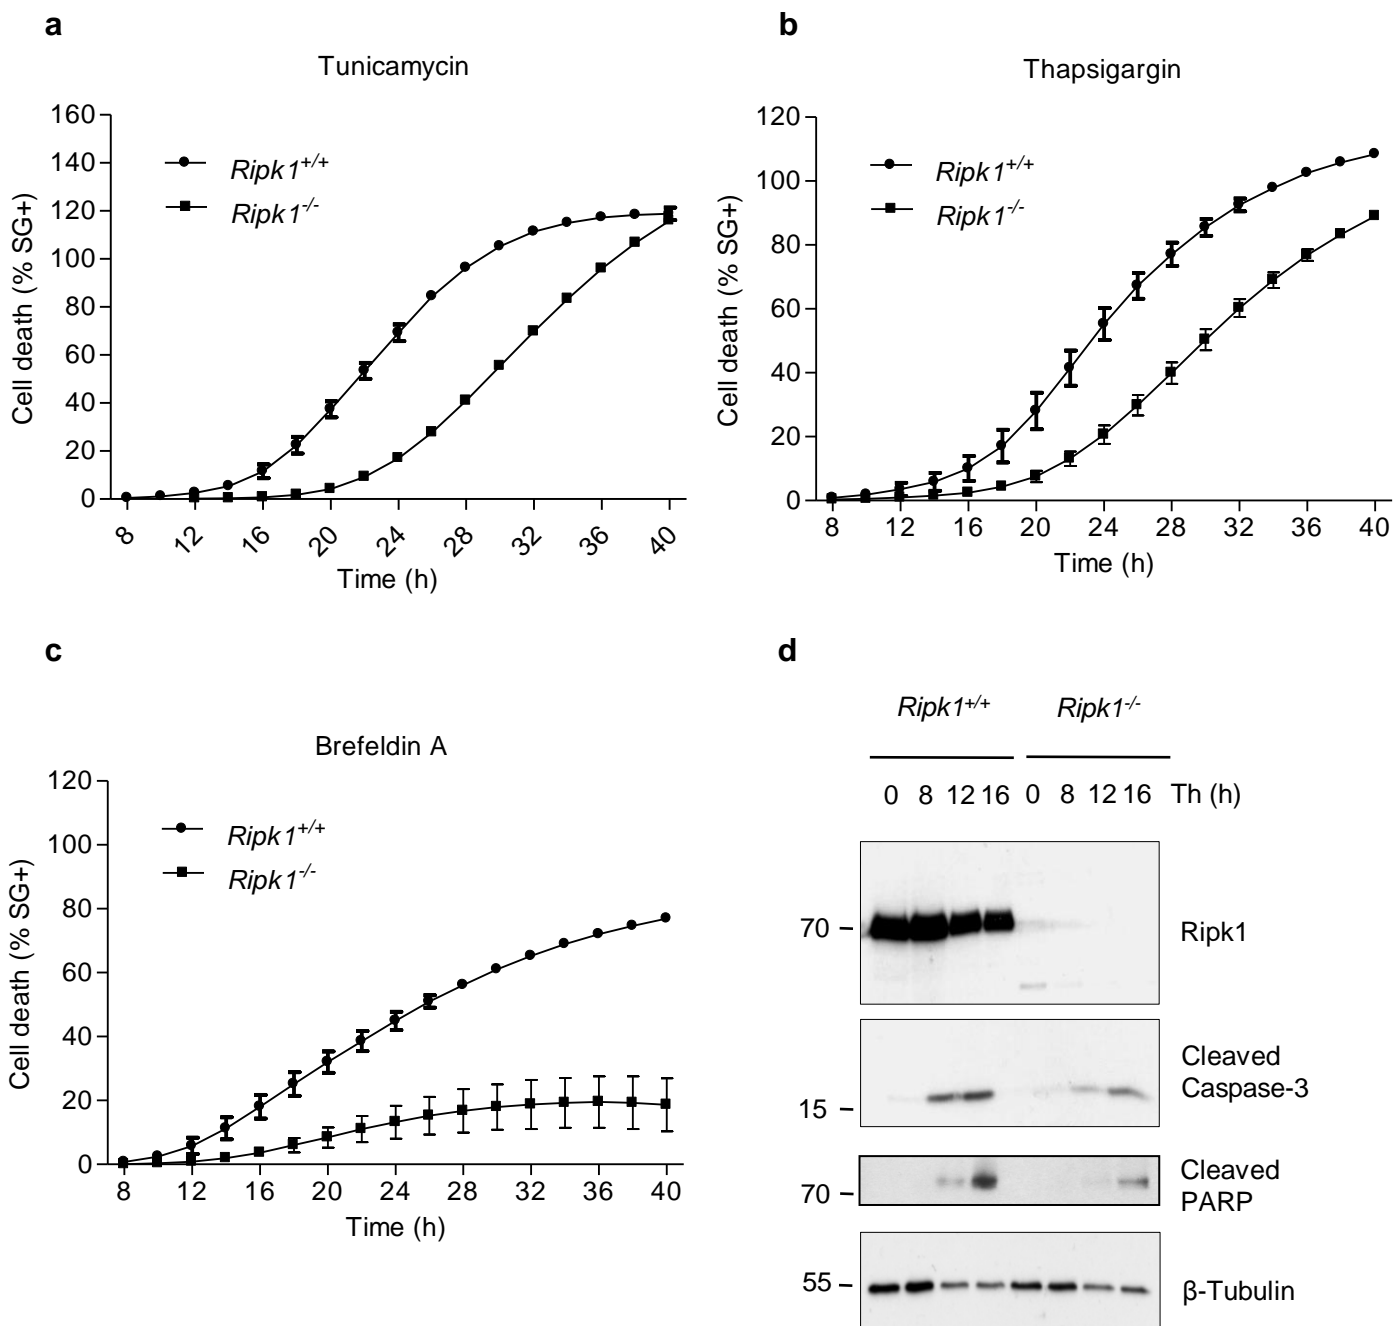 a
Tunicamycin
160
140
120
100
80
60
40
20
0
Cell death (% SG+)
Ripk1+/+
Ripk1-/-
8 12 16 20 24 28 32 36 40
Time (h)
b
Thapsigargin
120
100
80
60
40
20
0
Cell death (% SG+)
Ripk1+/+
Ripk1-/-
8 12 16 20 24 28 32 36 40
Time (h)
c
Brefeldin A
120
100
80
60
40
20
0
Cell death (% SG+)
Ripk1+/+
Ripk1-/-
8 12 16 20 24 28 32 36 40
Time (h)
d
Ripk1+/+ Ripk1-/-
0 8 12 16 0 8 12 16 Th (h)
70
Ripk1
Cleaved
Caspase-3
15
Cleaved
PARP
70
55
β-Tubulin